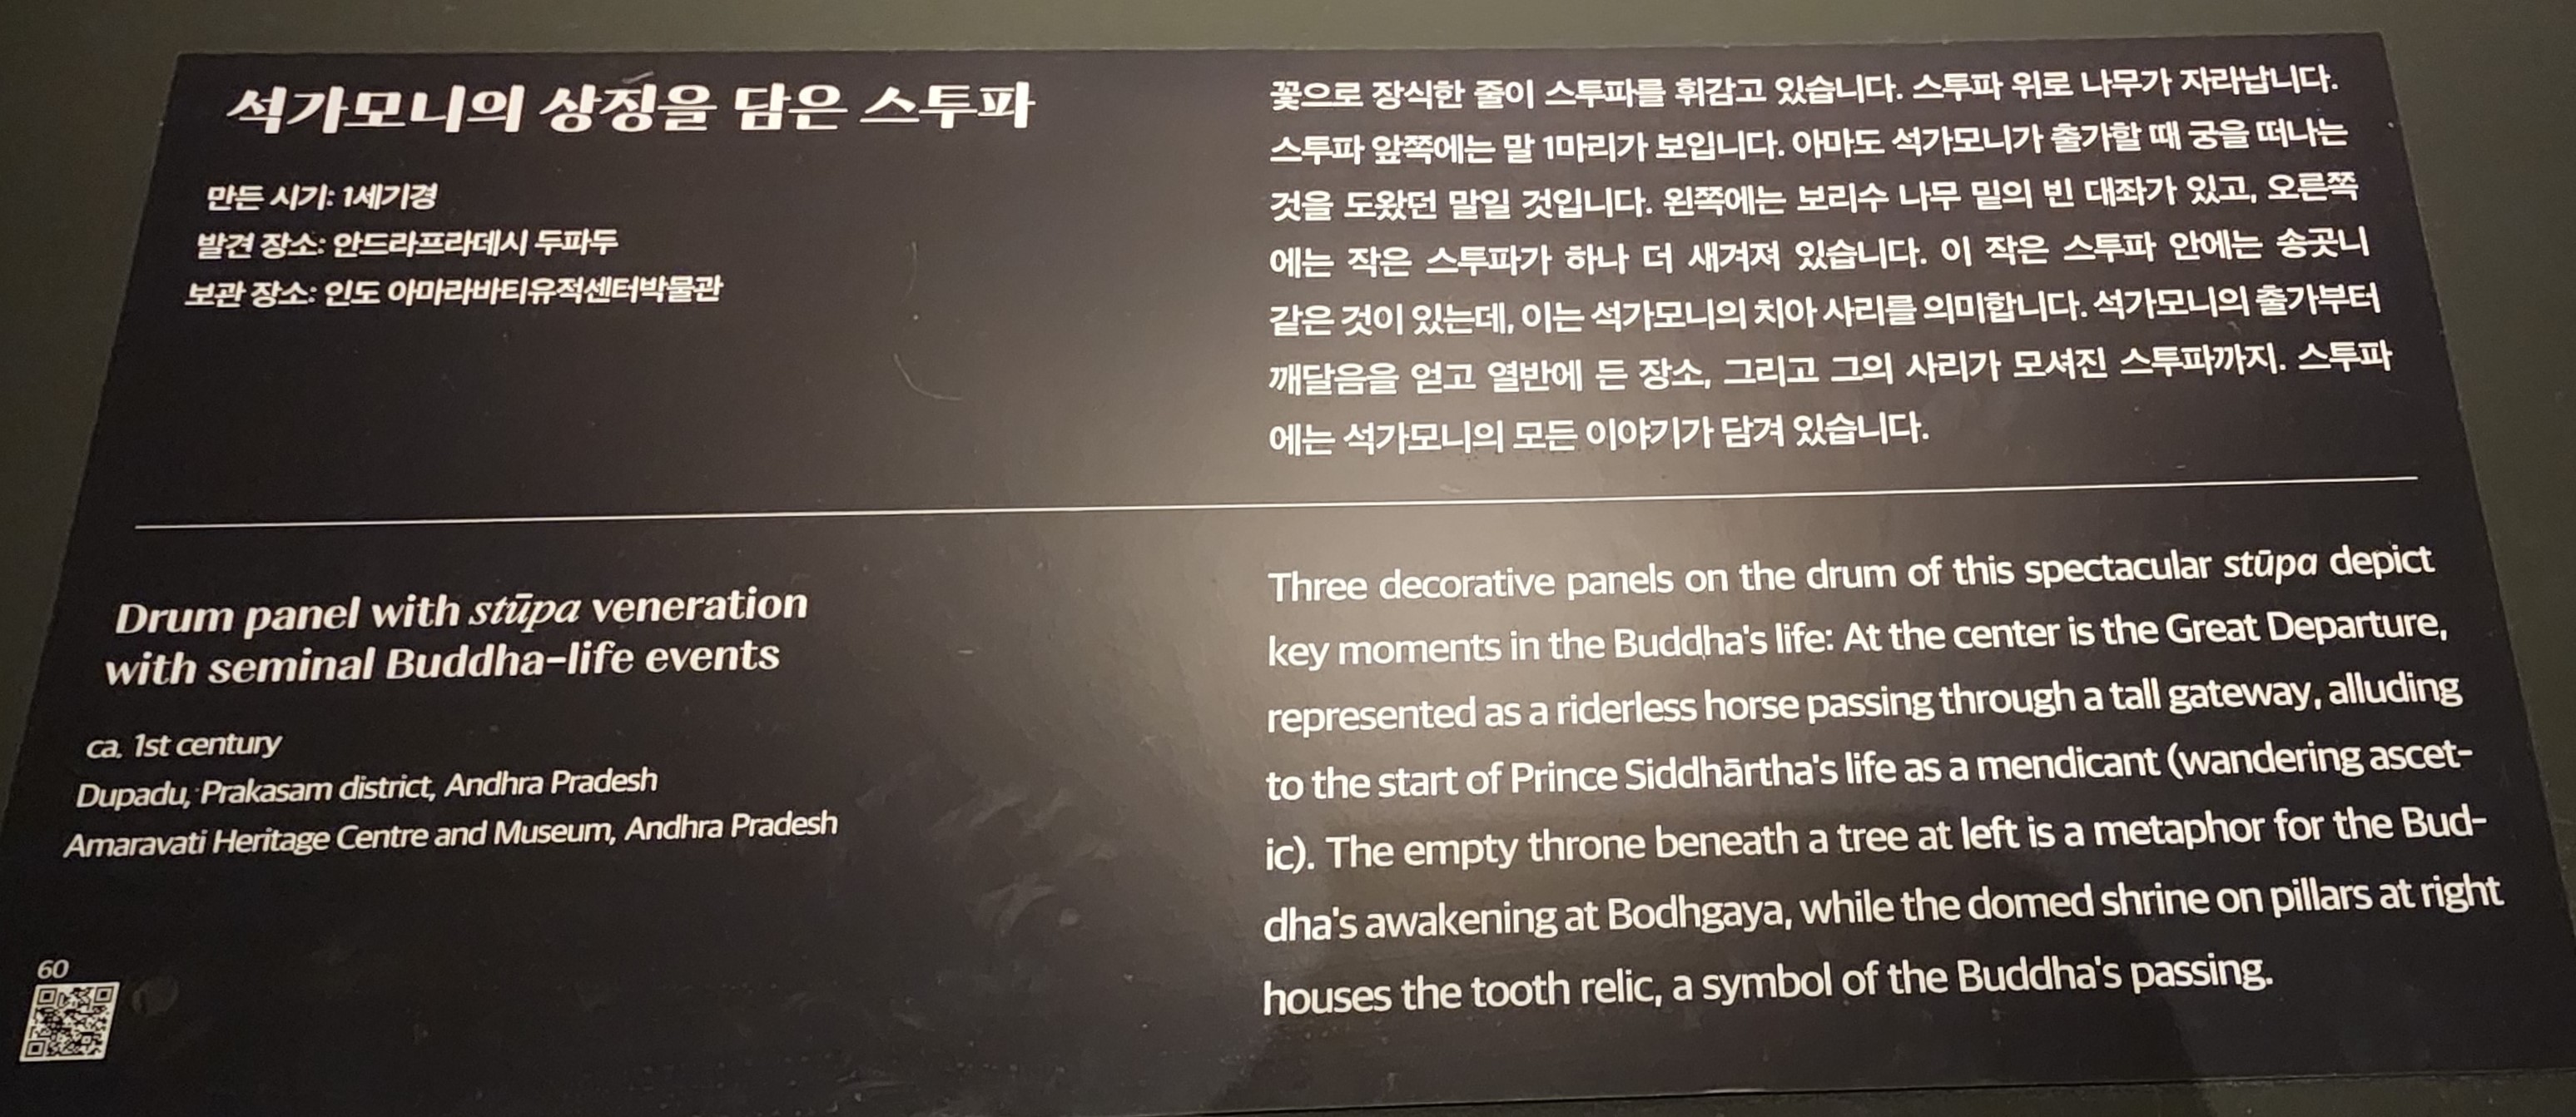 석가모니의 상징을 담은 스투파
만든 시기: 1세기경
발견 장소: 안드라프라데시 두파두
보관 장소: 인도 아마라바티유적센터박물관
꽃으로 장식한 줄이 스투파를 휘감고 있습니다. 스투파 위로 나무가 자라납니다.
스투파 앞쪽에는 말 1마리가 보입니다. 아마도 석가모니가 출가할 때 궁을 떠나는
것을 도왔던 말일 것입니다. 왼쪽에는 보리수 나무 밑의 빈 대좌가 있고, 오른쪽
에는 작은 스투파가 하나 더 새겨져 있습니다. 이 작은 스투파 안에는 송곳니
같은 것이 있는데, 이는 석가모니의 치아 사리를 의미합니다. 석가모니의 출가부터
깨달음을 얻고 열반에 든 장소, 그리고 그의 사리가 모셔진 스투파까지. 스투파
에는 석가모니의 모든 이야기가 담겨 있습니다.
Drum panel with stūpa veneration
with seminal Buddha-life events
ca. 1st century
Dupadu, Prakasam district, Andhra Pradesh
Amaravati Heritage Centre and Museum, Andhra Pradesh
60
Three decorative panels on the drum of this spectacular stūpa depict
key moments in the Buddha's life: At the center is the Great Departure,
represented as a riderless horse passing through a tall gateway, alluding
to the start of Prince Siddhārtha's life as a mendicant (wandering ascet-
ic). The empty throne beneath a tree at left is a metaphor for the Bud-
dha's awakening at Bodhgaya, while the domed shrine on pillars at right
houses the tooth relic, a symbol of the Buddha's passing.